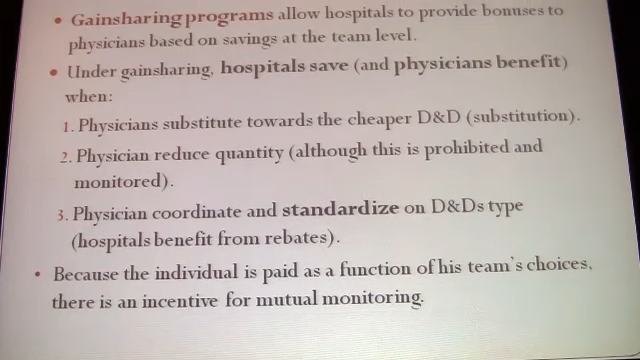 • Gainsharing programs allow hospitals to provide bonuses to
physicians based on savings at the team level.
• Under gainsharing, hospitals save (and physicians benefit)
when:
1. Physicians substitute towards the cheaper D&D (substitution).
2. Physician reduce quantity (although this is prohibited and
monitored).
3. Physician coordinate and standardize on D&Ds type
(hospitals benefit from rebates).
• Because the individual is paid as a function of his team's choices,
there is an incentive for mutual monitoring.